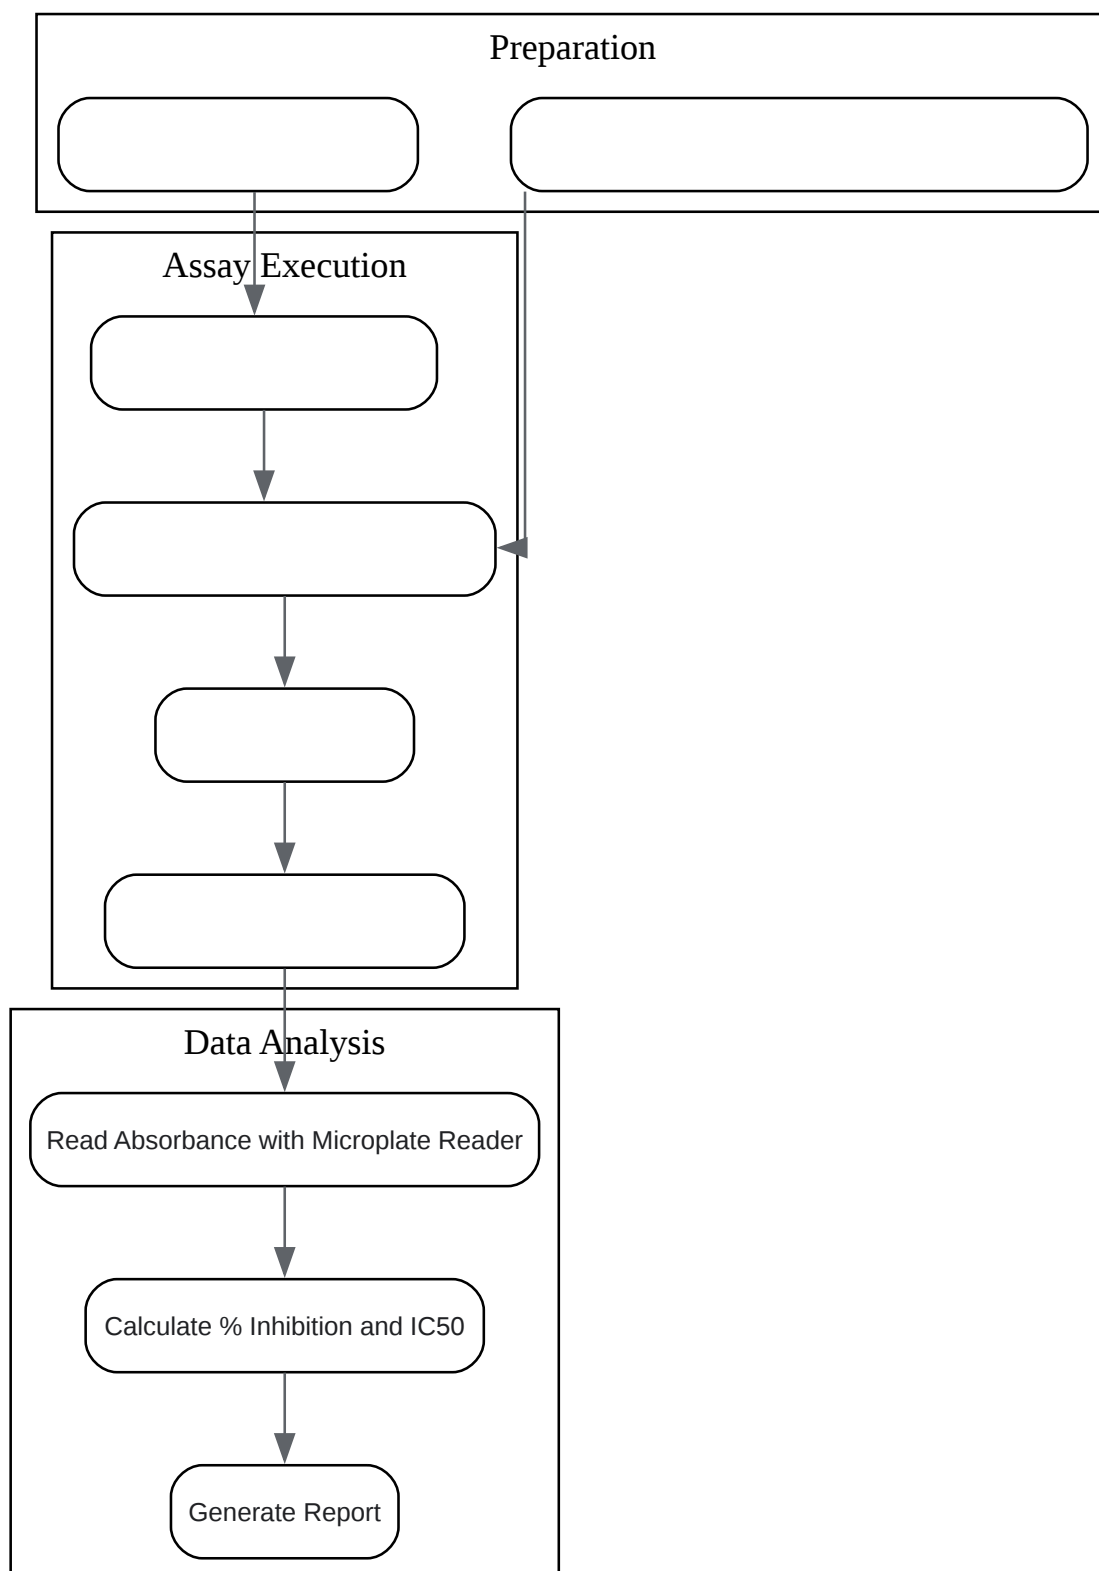 Preparation
Assay Execution
Data Analysis
Read Absorbance with Microplate Reader
Calculate % Inhibition and IC50
Generate Report